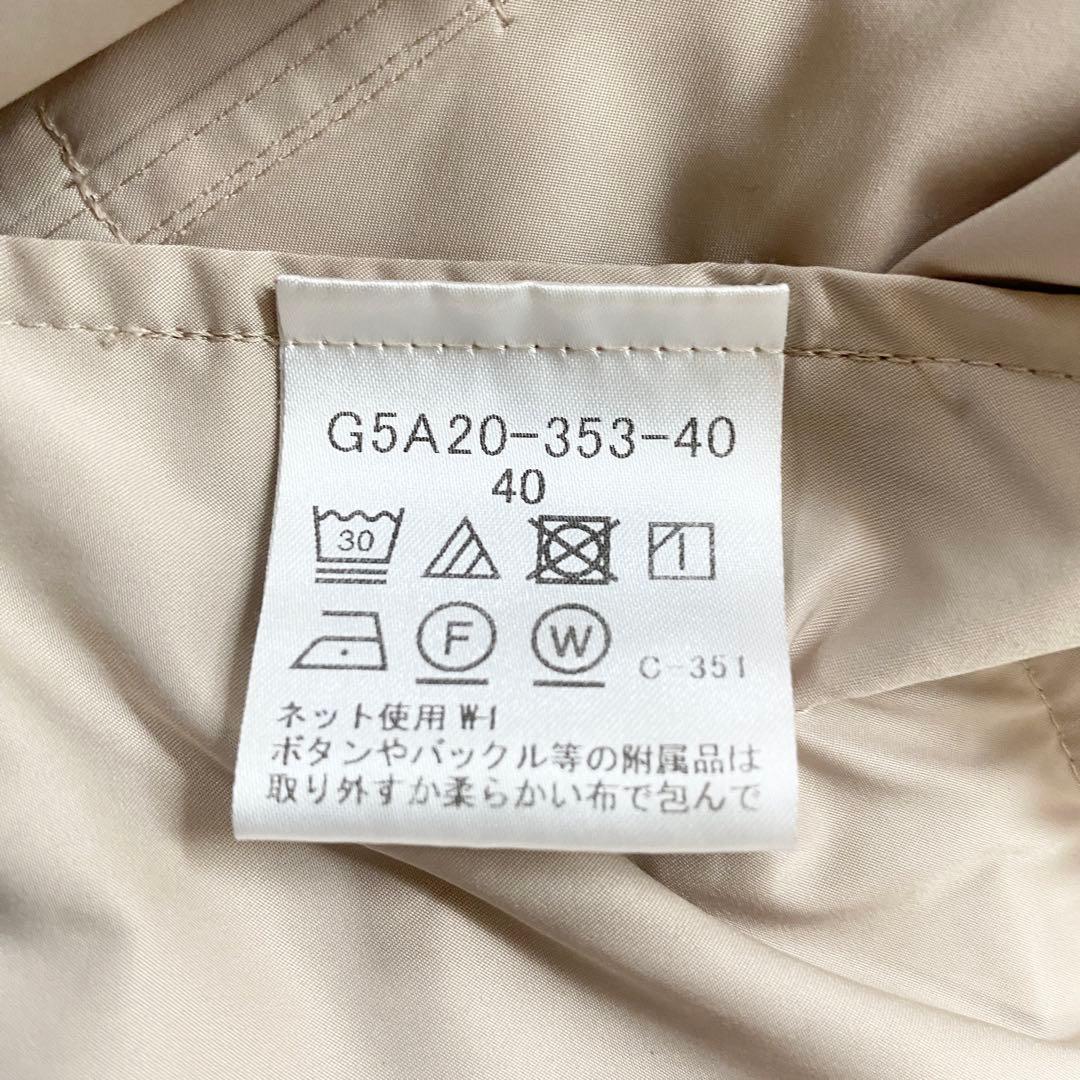 G5A20-353-40
40
30
F W C-351
ネット使用 W-1
ボタンやバックル等の附属品は
取り外すか柔らかい布で包んで